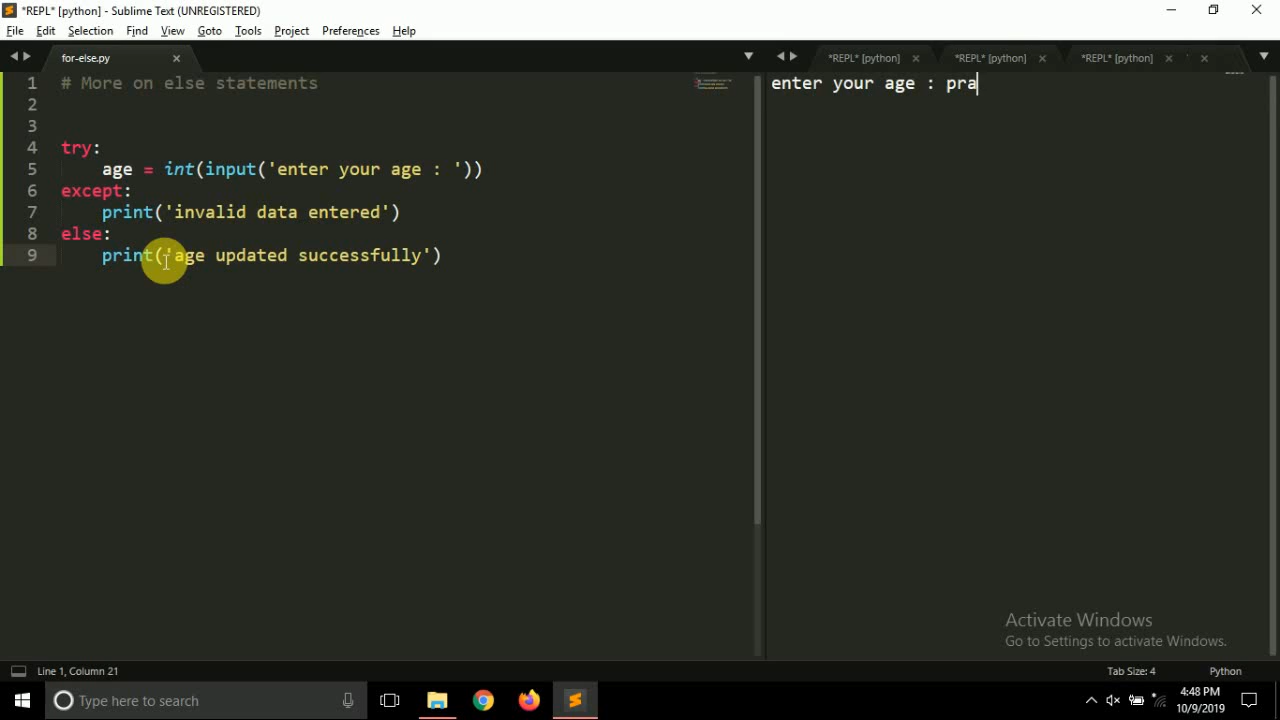 *REPL* [python] - Sublime Text (UNREGISTERED)
File Edit Selection Find View Goto Tools Project Preferences Help
for-else.py
*REPL* [python] *REPL* [python] *REPL* [python]
1 # More on else statements
2
3
4 try:
5 age = int(input('enter your age : '))
6 except:
7 print('invalid data entered')
8 else:
9 print('age updated successfully')
enter your age : pra
Activate Windows
Go to Settings to activate Windows.
Line 1, Column 21
Tab Size: 4 Python
Type here to search
4:48 PM
10/9/2019